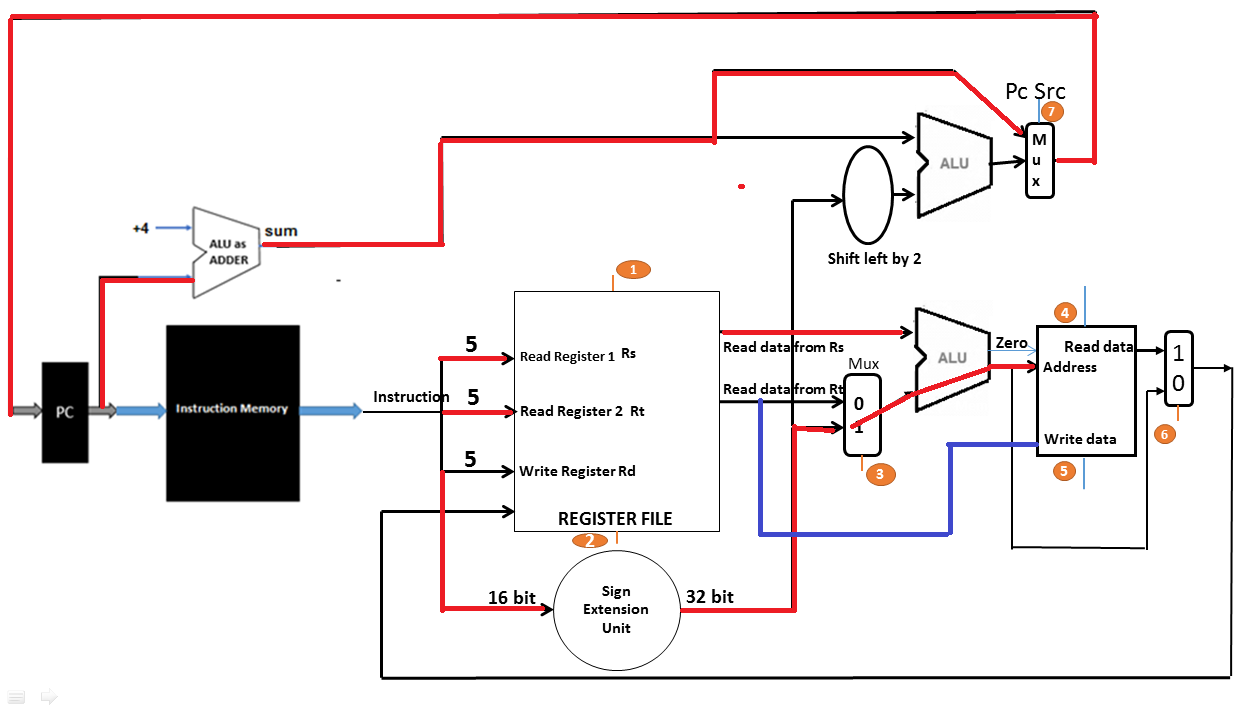 Pc Src
7
M
u
x
ALU
+4
sum
ALU as
ADDER
Shift left by 2
1
5
Read Register 1 Rs
Read data from Rs
ALU
Zero
4
Read data
1
0
Address
Mux
PC
Instruction Memory
Instruction
5
Read Register 2 Rt
Read data from Rt
0
1
Write data
6
5
Write Register Rd
3
5
REGISTER FILE
2
16 bit
Sign
Extension
Unit
32 bit